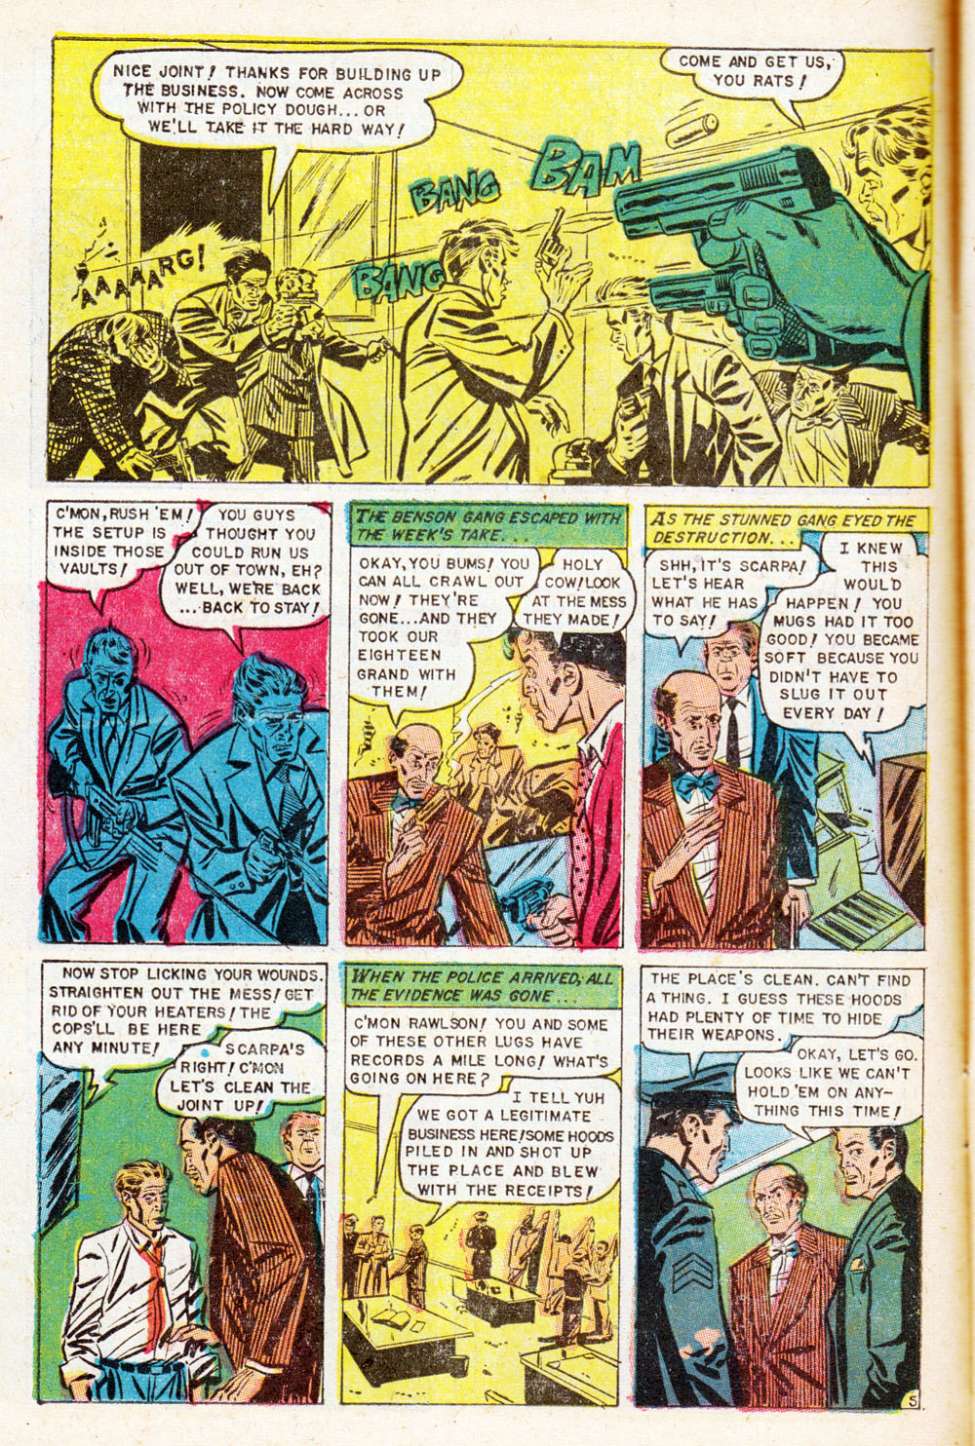 NICE JOINT! THANKS FOR BUILDING UP
THE BUSINESS. NOW COME ACROSS
WITH THE POLICY DOUGH... OR
WE'LL TAKE IT THE HARD WAY!
COME AND GET US,
YOU RATS!
AAAAARG!
BANG
BAM
BANG
C'MON, RUSH 'EM!
THE SETUP IS
INSIDE THOSE
VAULTS!
YOU GUYS
THOUGHT YOU
COULD RUN US
OUT OF TOWN, EH?
WELL, WE'RE BACK
...BACK TO STAY!
THE BENSON GANG ESCAPED WITH
THE WEEK'S TAKE...
OKAY, YOU BUMS! YOU
CAN ALL CRAWL OUT
NOW! THEY'RE
GONE...AND THEY
TOOK OUR
EIGHTEEN
GRAND WITH
THEM!
HOLY
COW! LOOK
AT THE MESS
THEY MADE!
AS THE STUNNED GANG EYED THE
DESTRUCTION...
SHH, IT'S SCARPA!
LET'S HEAR
WHAT HE HAS
TO SAY!
I KNEW
THIS
WOULD
HAPPEN! YOU
MUGS HAD IT TOO
GOOD! YOU BECAME
SOFT BECAUSE YOU
DIDN'T HAVE TO
SLUG IT OUT
EVERY DAY!
NOW STOP LICKING YOUR WOUNDS.
STRAIGHTEN OUT THE MESS! GET
RID OF YOUR HEATERS! THE
COPS'LL BE HERE
ANY MINUTE!
SCARPA'S
RIGHT! C'MON
LET'S CLEAN THE
JOINT UP!
WHEN THE POLICE ARRIVED, ALL
THE EVIDENCE WAS GONE...
C'MON RAWLSON! YOU AND SOME
OF THESE OTHER LUGS HAVE
RECORDS A MILE LONG! WHAT'S
GOING ON HERE?
I TELL YUH
WE GOT A LEGITIMATE
BUSINESS HERE! SOME HOODS
PILED IN AND SHOT UP
THE PLACE AND BLEW
WITH THE RECEIPTS!
THE PLACE'S CLEAN. CAN'T FIND
A THING. I GUESS THESE HOODS
HAD PLENTY OF TIME TO HIDE
THEIR WEAPONS.
OKAY, LET'S GO.
LOOKS LIKE WE CAN'T
HOLD 'EM ON ANY-
THING THIS TIME!
5